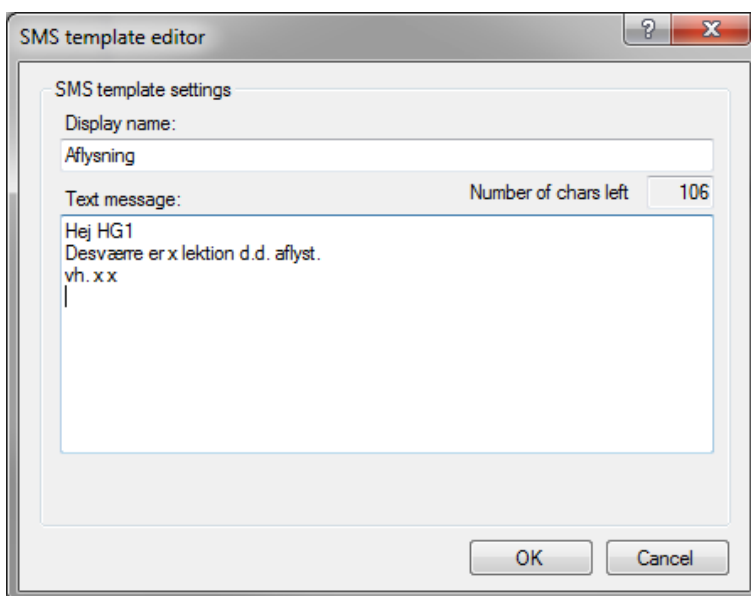 SMS template editor
SMS template settings
Display name:
Aflysning
Text message:
Number of chars left 106
Hej HG1
Desværre er x lektion d.d. aflyst.
vh. x x
OK Cancel